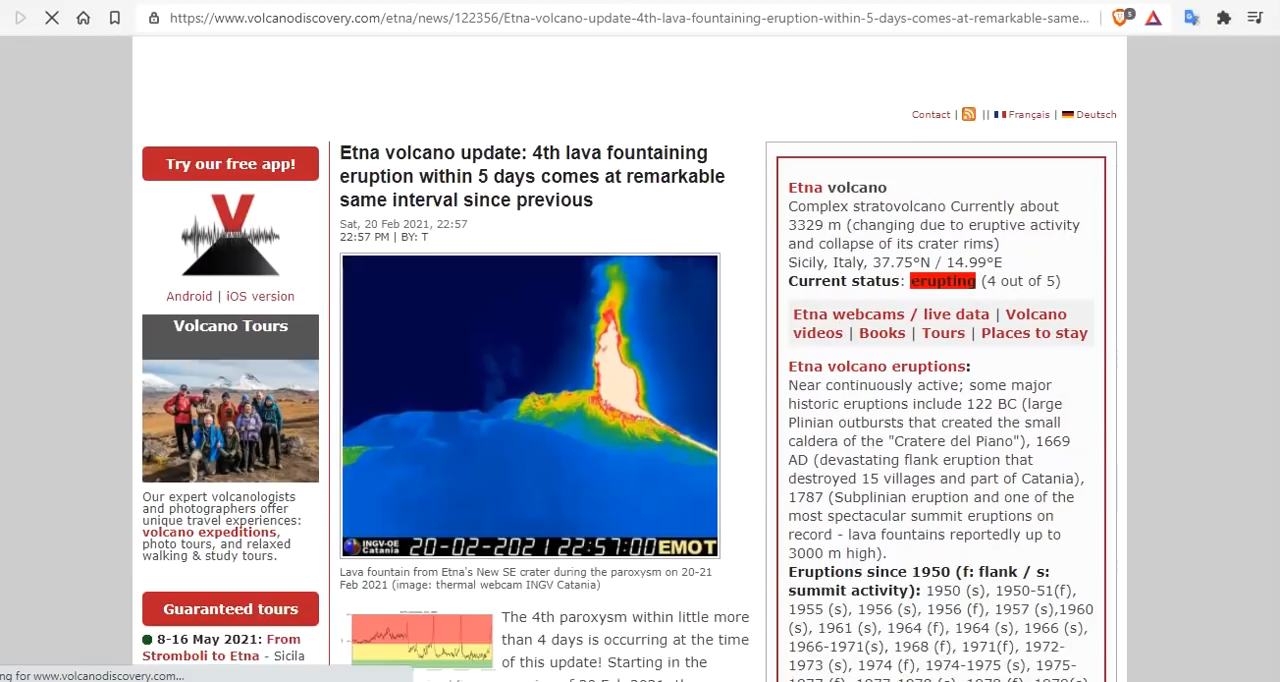 https://www.volcanodiscovery.com/etna/news/122356/Etna-volcano-update-4th-lava-fountaining-eruption-within-5-days-comes-at-remarkable-same...
5
Contact | || Français | Deutsch
Try our free app!
V
Android | iOS version
Volcano Tours
Our expert volcanologists
and photographers offer
unique travel experiences:
volcano expeditions,
photo tours, and relaxed
walking & study tours.
Guaranteed tours
8-16 May 2021: From
Stromboli to Etna - Sicila
ng for www.volcanodiscovery.com...
Etna volcano update: 4th lava fountaining
eruption within 5 days comes at remarkable
same interval since previous
Sat, 20 Feb 2021, 22:57
22:57 PM | BY: T
INGV-OE
Catania
20-02-2021 22:57:00 EMOT
Lava fountain from Etna's New SE crater during the paroxysm on 20-21
Feb 2021 (image: thermal webcam INGV Catania)
The 4th paroxysm within little more
than 4 days is occurring at the time
of this update! Starting in the
Etna volcano
Complex stratovolcano Currently about
3329 m (changing due to eruptive activity
and collapse of its crater rims)
Sicily, Italy, 37.75°N / 14.99°E
Current status: erupting (4 out of 5)
Etna webcams / live data | Volcano
videos | Books | Tours | Places to stay
Etna volcano eruptions:
Near continuously active; some major
historic eruptions include 122 BC (large
Plinian outbursts that created the small
caldera of the "Cratere del Piano"), 1669
AD (devastating flank eruption that
destroyed 15 villages and part of Catania),
1787 (Subplinian eruption and one of the
most spectacular summit eruptions on
record - lava fountains reportedly up to
3000 m high).
Eruptions since 1950 (f: flank / s:
summit activity): 1950 (s), 1950-51(f),
1955 (s), 1956 (s), 1956 (f), 1957 (s),1960
(s), 1961 (s), 1964 (f), 1964 (s), 1966 (s),
1966-1971(s), 1968 (f), 1971(f), 1972-
1973 (s), 1974 (f), 1974-1975 (s), 1975-